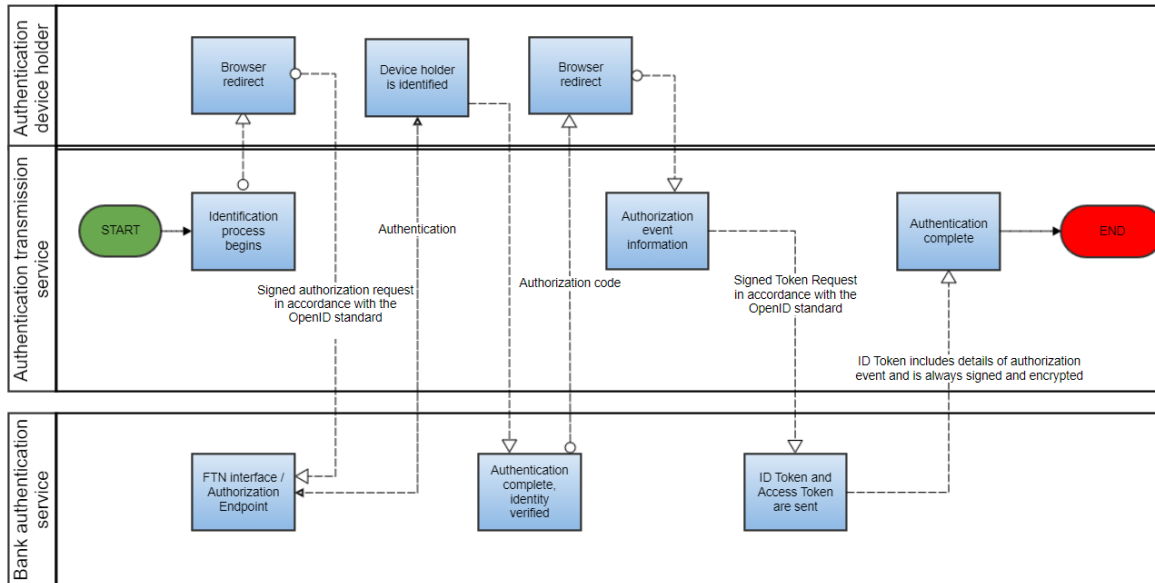 Authentication
device holder
Browser
redirect
Device holder
is identified
Browser
redirect
Authentication transmission
service
START
Identification
process
begins
Authentication
Signed authorization request
in accordance with the
OpenID standard
Authorization code
Authorization
event
information
Signed Token Request
in accordance with the
OpenID standard
Authentication
complete
END
ID Token includes details of authorization
event and is always signed and encrypted
Bank authentication
service
FTN interface /
Authorization
Endpoint
Authentication
complete,
identity
verified
ID Token and
Access Token
are sent